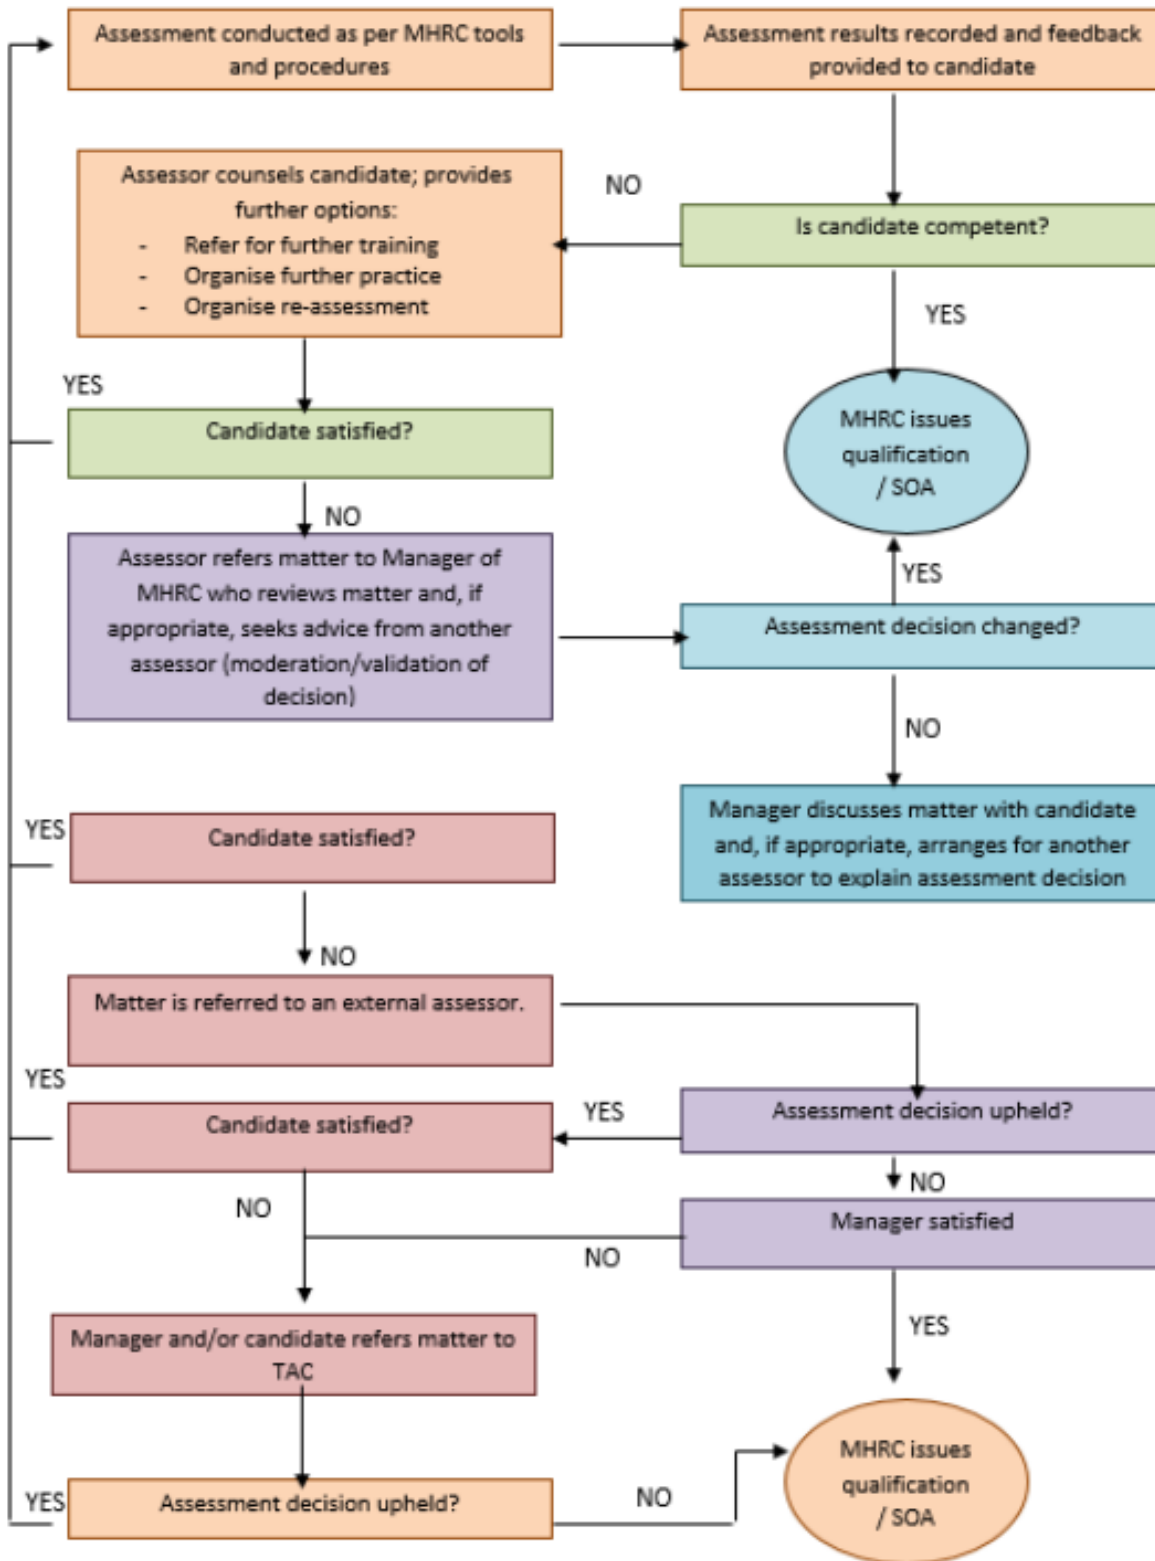 Assessment conducted as per MHRC tools
and procedures
Assessment results recorded and feedback
provided to candidate
Assessor counsels candidate; provides
further options:
- Refer for further training
- Organise further practice
- Organise re-assessment
NO
Is candidate competent?
YES
YES
Candidate satisfied?
MHRC issues
qualification
/ SOA
NO
Assessor refers matter to Manager of
MHRC who reviews matter and, if
appropriate, seeks advice from another
assessor (moderation/validation of
decision)
YES
Assessment decision changed?
NO
Manager discusses matter with candidate
and, if appropriate, arranges for another
assessor to explain assessment decision
YES
Candidate satisfied?
NO
Matter is referred to an external assessor.
YES
Candidate satisfied?
YES
Assessment decision upheld?
NO
NO
Manager satisfied
NO
YES
Manager and/or candidate refers matter to
TAC
YES
Assessment decision upheld?
NO
MHRC issues
qualification
/ SOA